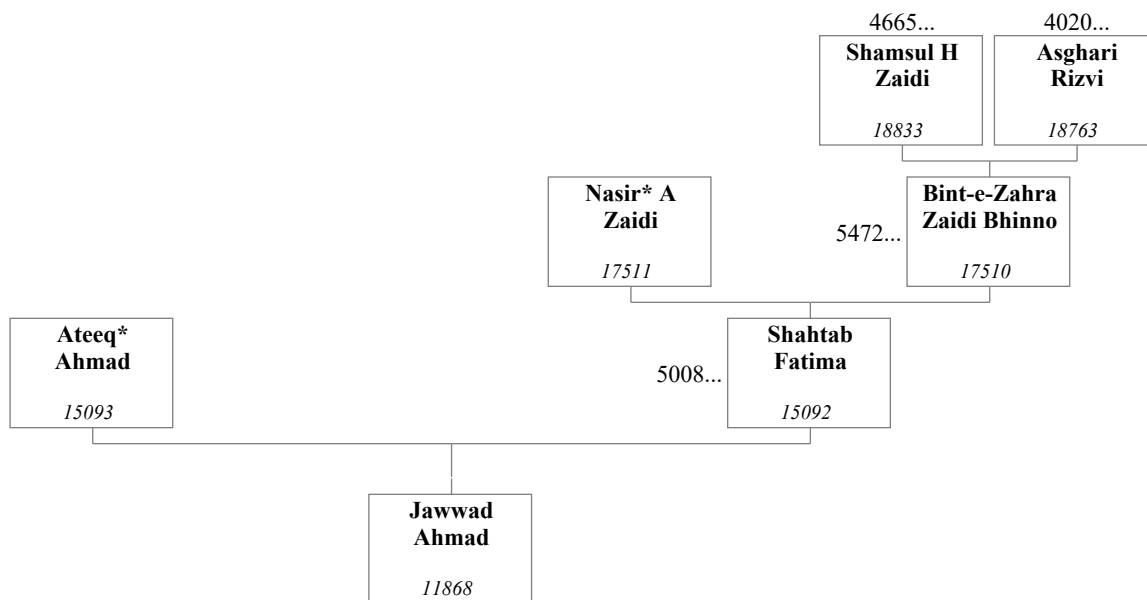 4665...
4020...
Shamsul H
Zaidi
18833
Asghari
Rizvi
18763
Nasir* A
Zaidi
17511
5472...
Bint-e-Zahra
Zaidi Bhinno
17510
Ateeq*
Ahmad
15093
5008...
Shahtab
Fatima
15092
Jawwad
Ahmad
11868